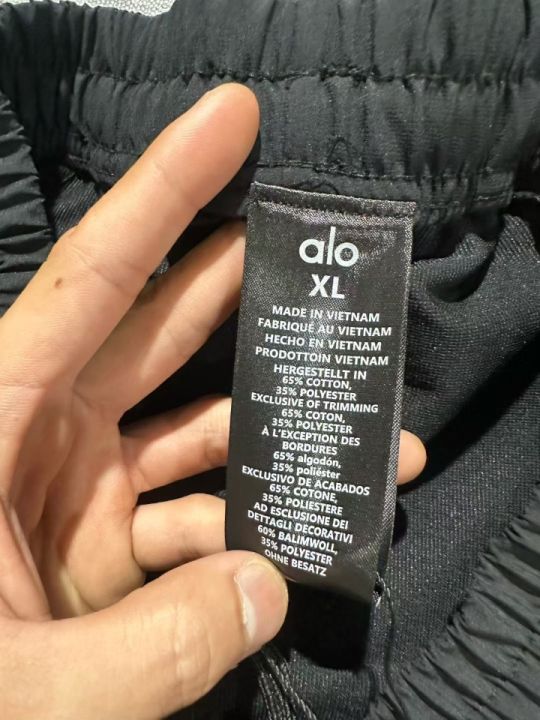 alo
XL
MADE IN VIETNAM
FABRIQUÉ AU VIETNAM
HECHO EN VIETNAM
PRODOTTOIN VIETNAM
HERGESTELLT IN
65% COTTON,
35% POLYESTER
EXCLUSIVE OF TRIMMING
65% COTON,
35% POLYESTER
À L'EXCEPTION DES
BORDURES
65% algodón,
35% poliéster
EXCLUSIVO DE ACABADOS
65% COTONE,
35% POLIESTERE
AD ESCLUSIONE DEI
DETTAGLI DECORATIVI
60% BALIMWOLL,
35% POLYESTER
OHNE BESATZ